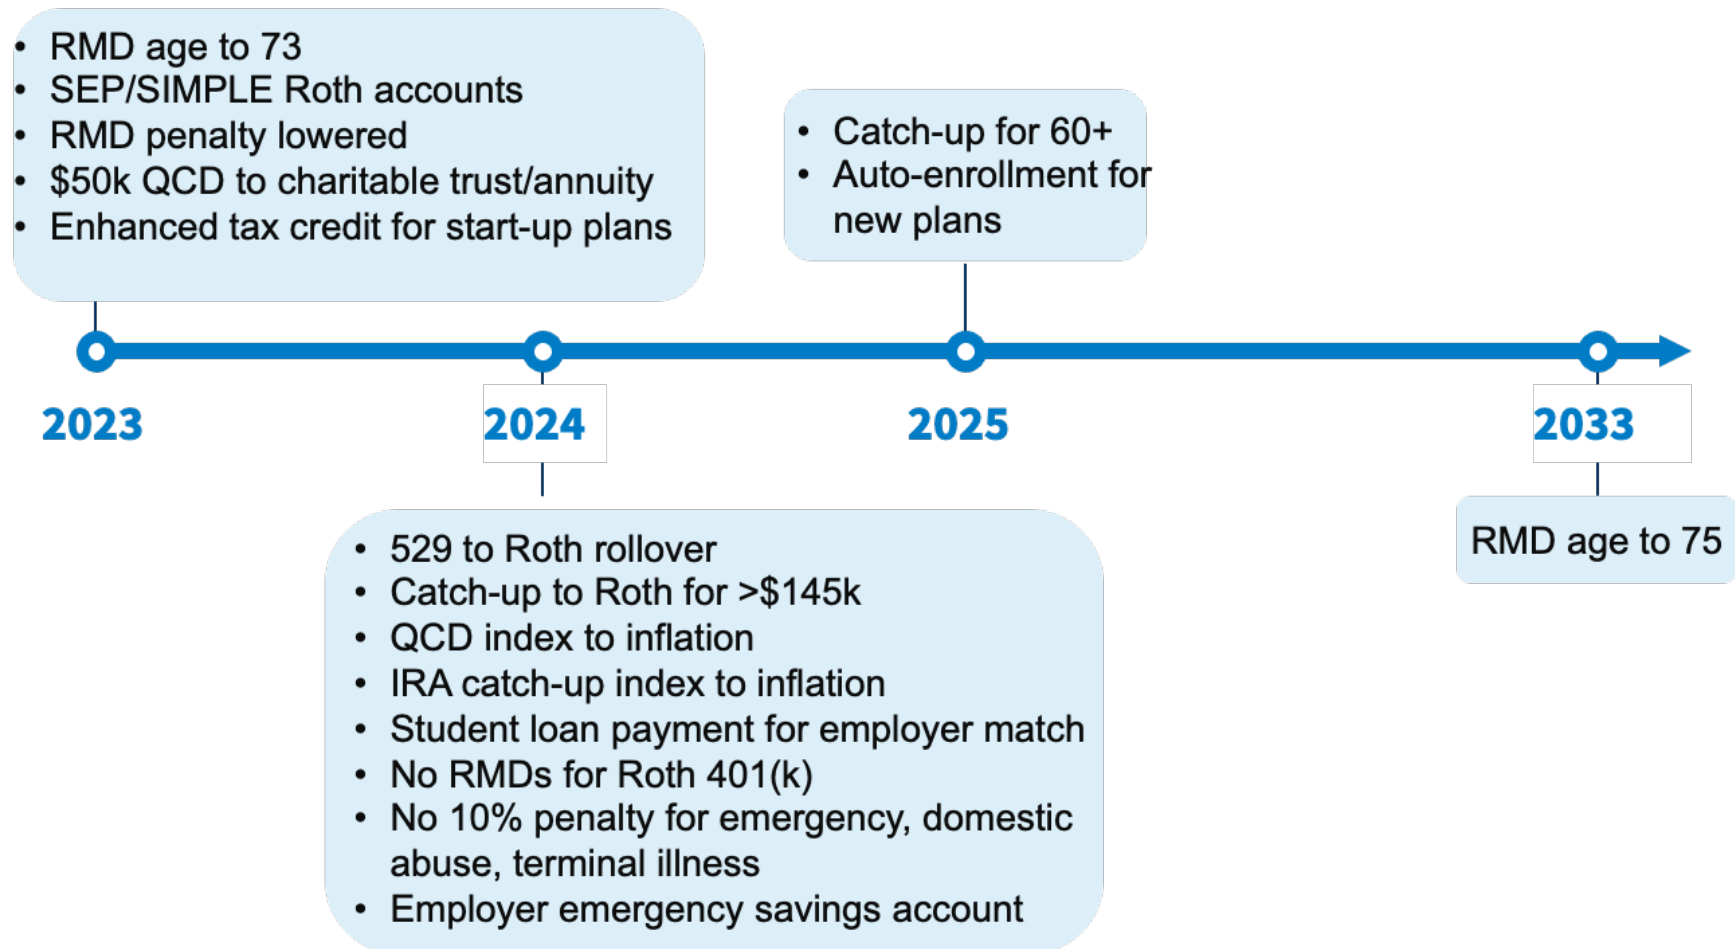 • RMD age to 73
• SEP/SIMPLE Roth accounts
• RMD penalty lowered
• $50k QCD to charitable trust/annuity
• Enhanced tax credit for start-up plans
• Catch-up for 60+
• Auto-enrollment for
new plans
2023
2024
2025
2033
• 529 to Roth rollover
• Catch-up to Roth for >$145k
• QCD index to inflation
• IRA catch-up index to inflation
• Student loan payment for employer match
• No RMDs for Roth 401(k)
• No 10% penalty for emergency, domestic
abuse, terminal illness
• Employer emergency savings account
RMD age to 75